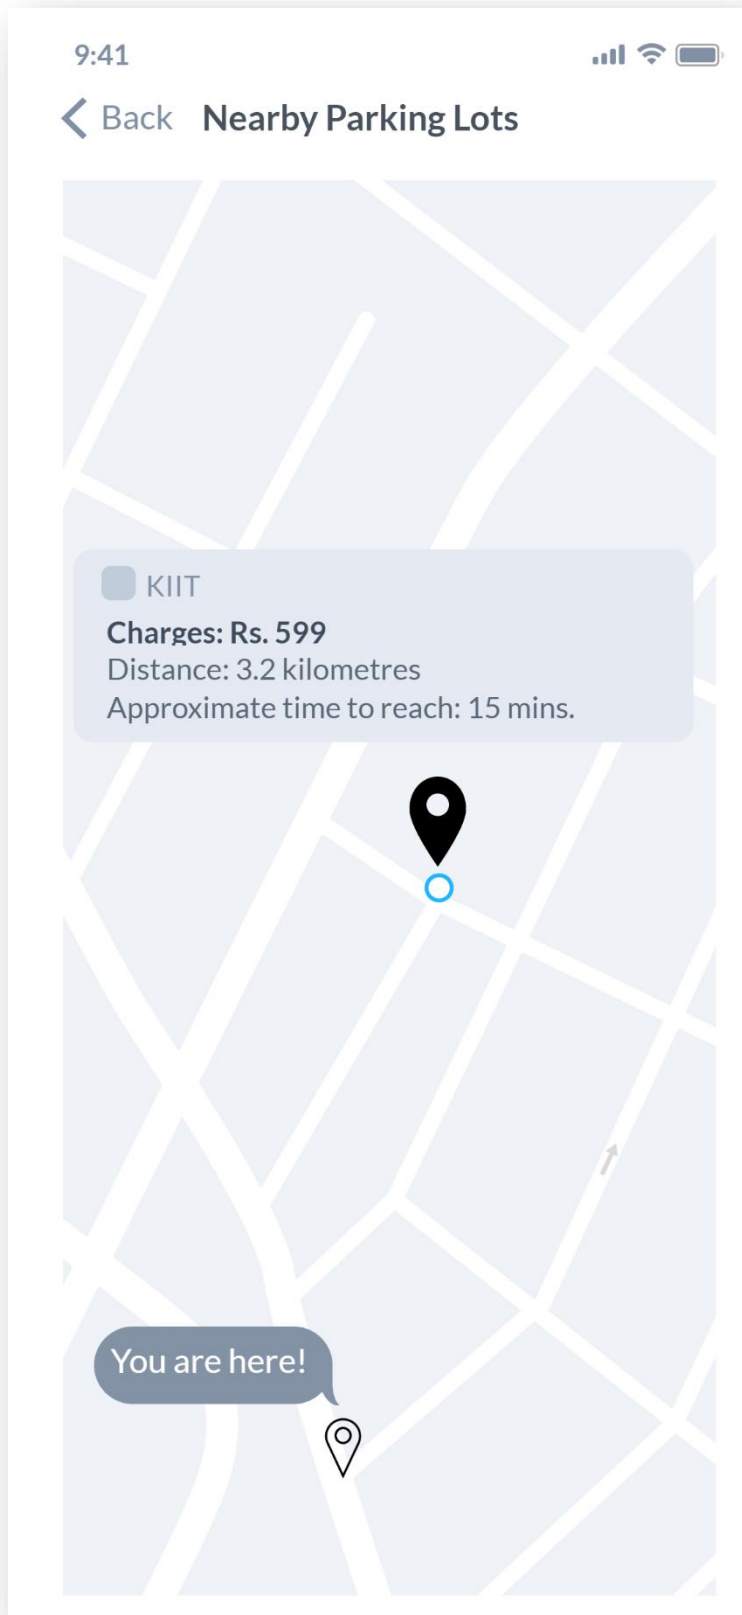 9:41
Back Nearby Parking Lots
KIIT
Charges: Rs. 599
Distance: 3.2 kilometres
Approximate time to reach: 15 mins.
You are here!